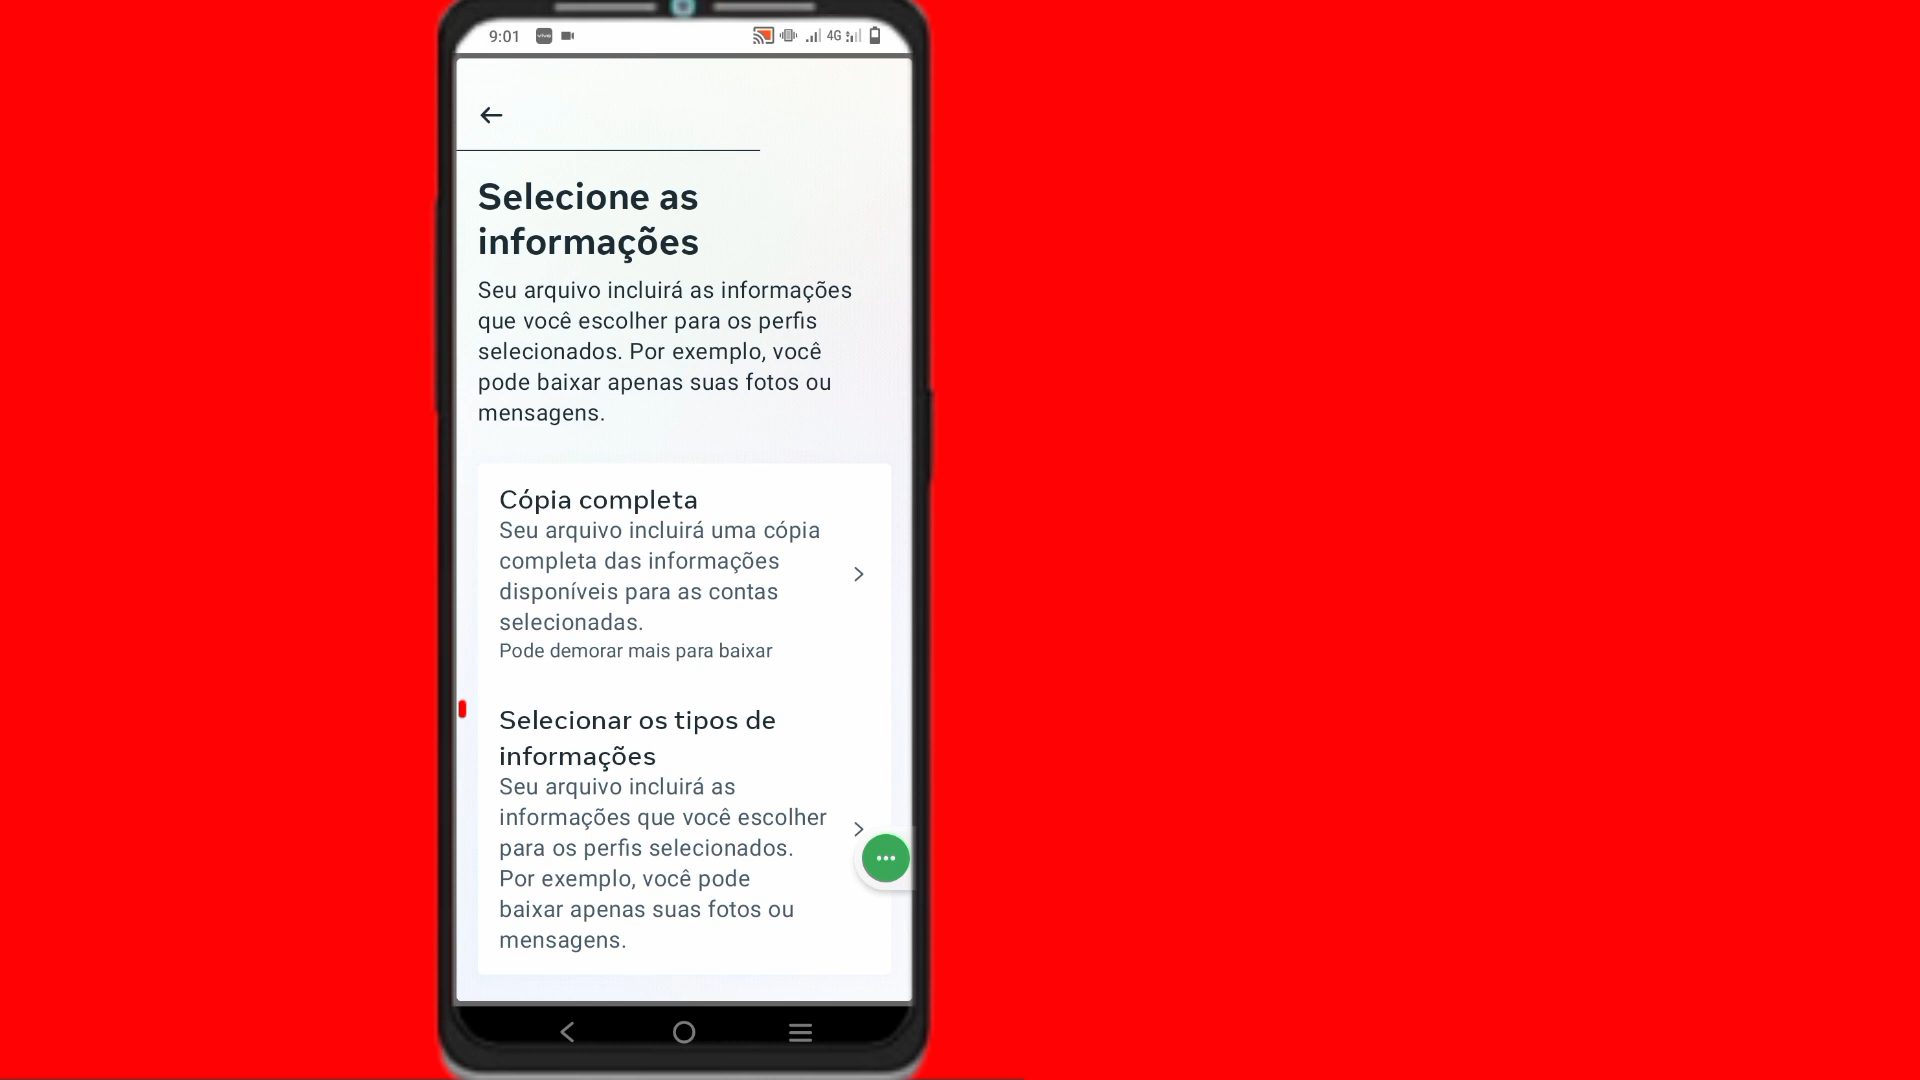 9:01
vivo
4G
Selecione as
informações
Seu arquivo incluirá as informações
que você escolher para os perfis
selecionados. Por exemplo, você
pode baixar apenas suas fotos ou
mensagens.
Cópia completa
Seu arquivo incluirá uma cópia
completa das informações
disponíveis para as contas
selecionadas.
Pode demorar mais para baixar
Selecionar os tipos de
informações
Seu arquivo incluirá as
informações que você escolher
para os perfis selecionados.
Por exemplo, você pode
baixar apenas suas fotos ou
mensagens.